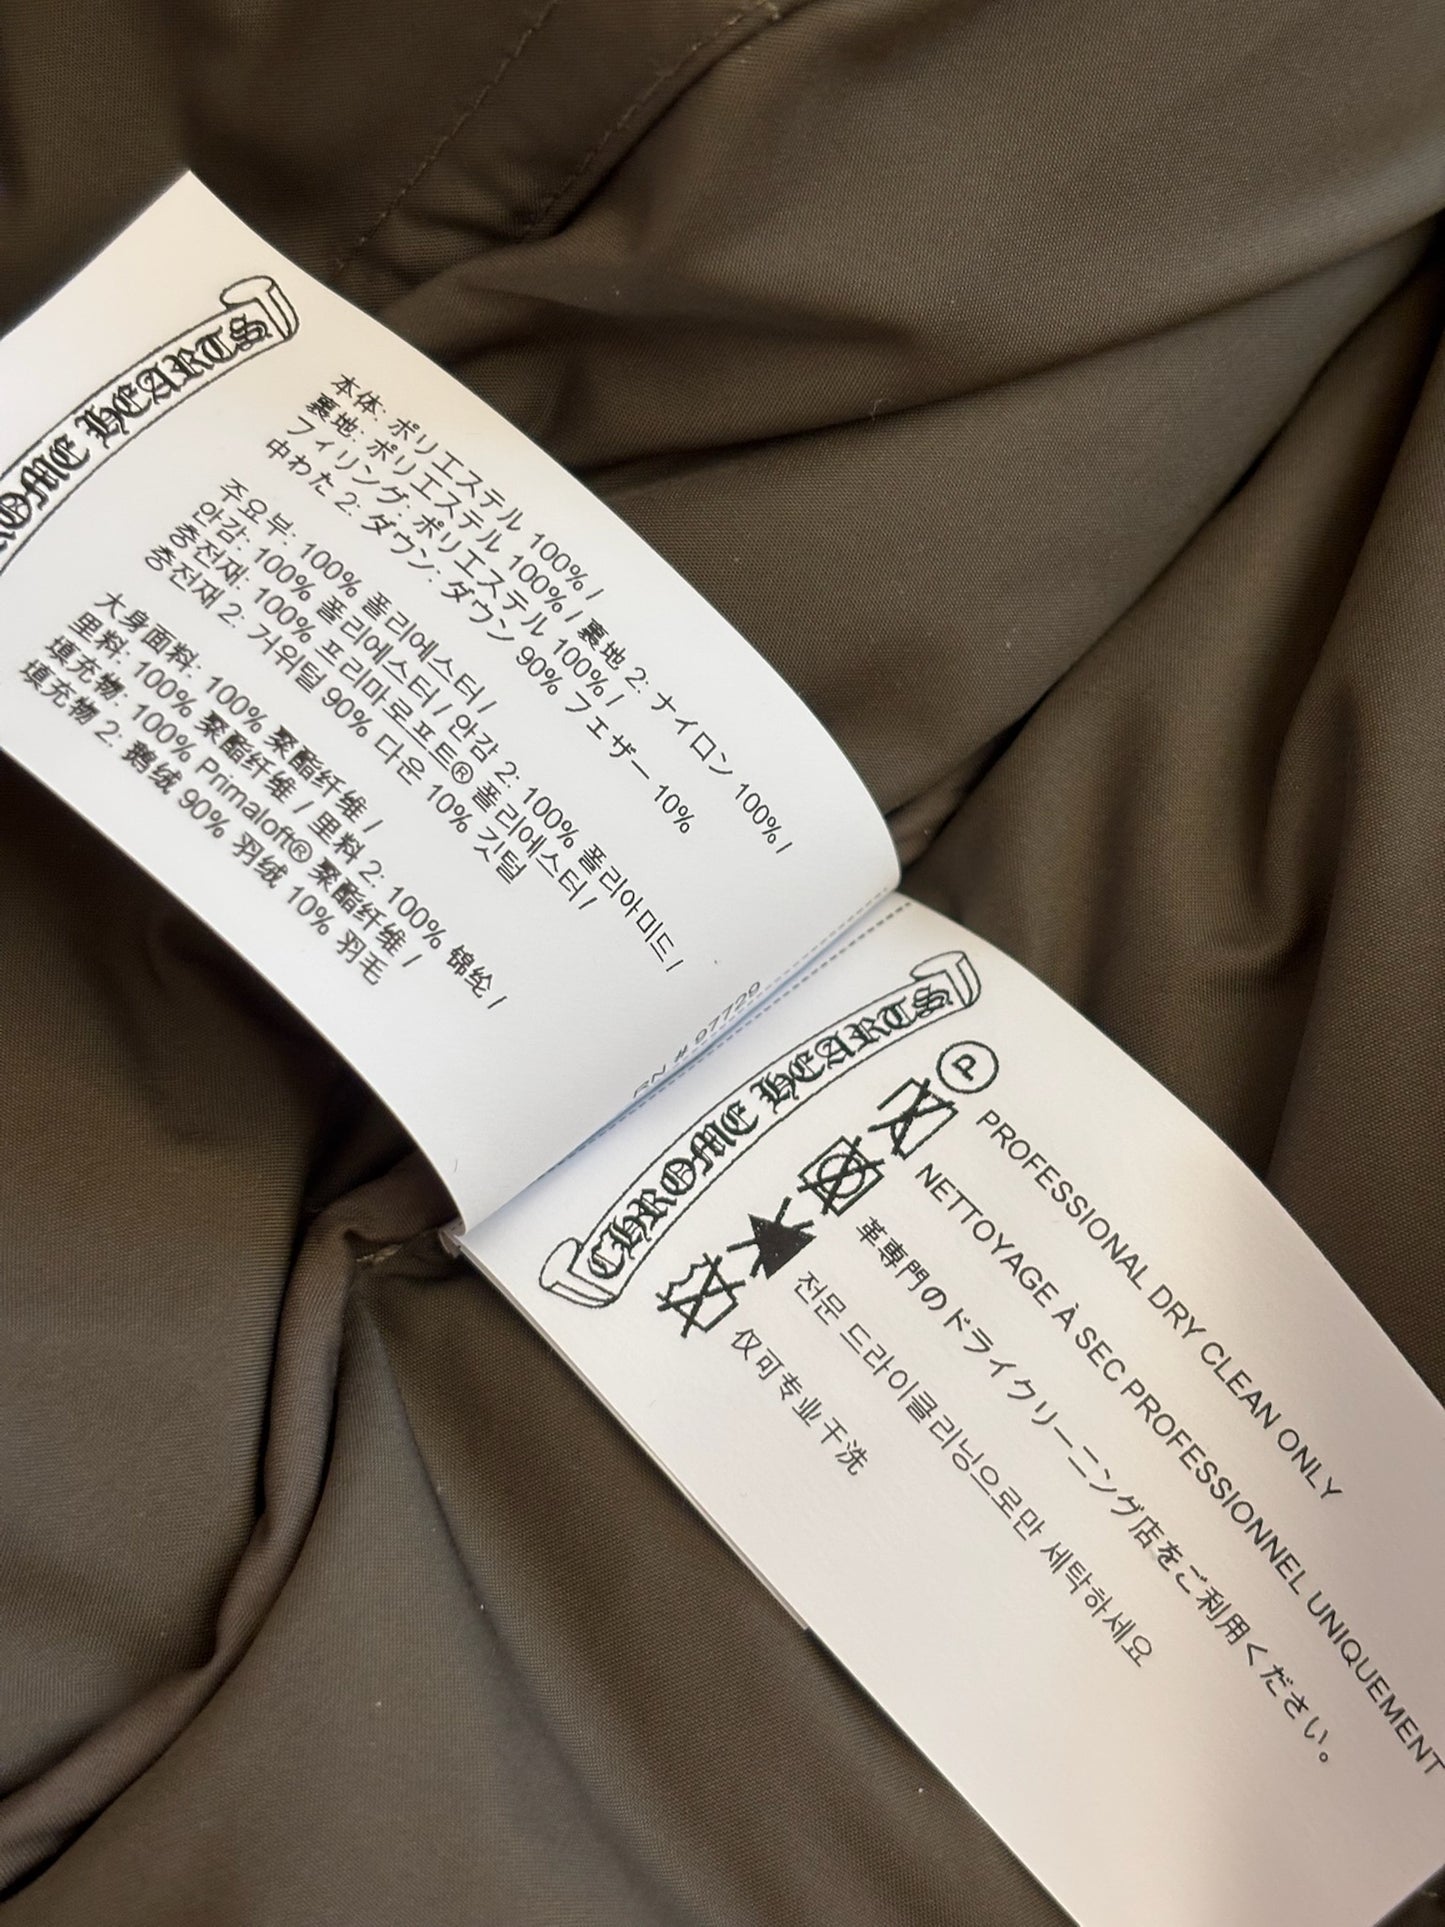 CHROME HEARTS
本体: ポリエステル 100% /
裏地: ポリエステル 100% / 裏地 2: ナイロン 100% /
フィリング: ポリエステル 100% /
中わた 2: ダウン: ダウン 90% フェザー 10%
주요부: 100% 폴리에스터 /
안감: 100% 폴리에스터 / 안감 2: 100% 폴리아미드 /
충전재: 100% 프리마로프트® 폴리에스터 /
충전재 2: 거위털 90% 다운 10% 깃털
大身面料: 100% 聚酯纤维 /
里料: 100% 聚酯纤维 / 里料 2: 100% 锦纶 /
填充物: 100% Primaloft® 聚酯纤维 /
填充物 2: 鹅绒 90% 羽绒 10% 羽毛
RN # 97729
CHROME HEARTS
P
PROFESSIONAL DRY CLEAN ONLY
NETTOYAGE À SEC PROFESSIONNEL UNIQUEMENT
革専門のドライクリーニング店をご利用ください。
전문 드라이클리닝으로만 세탁하세요
仅可专业干洗